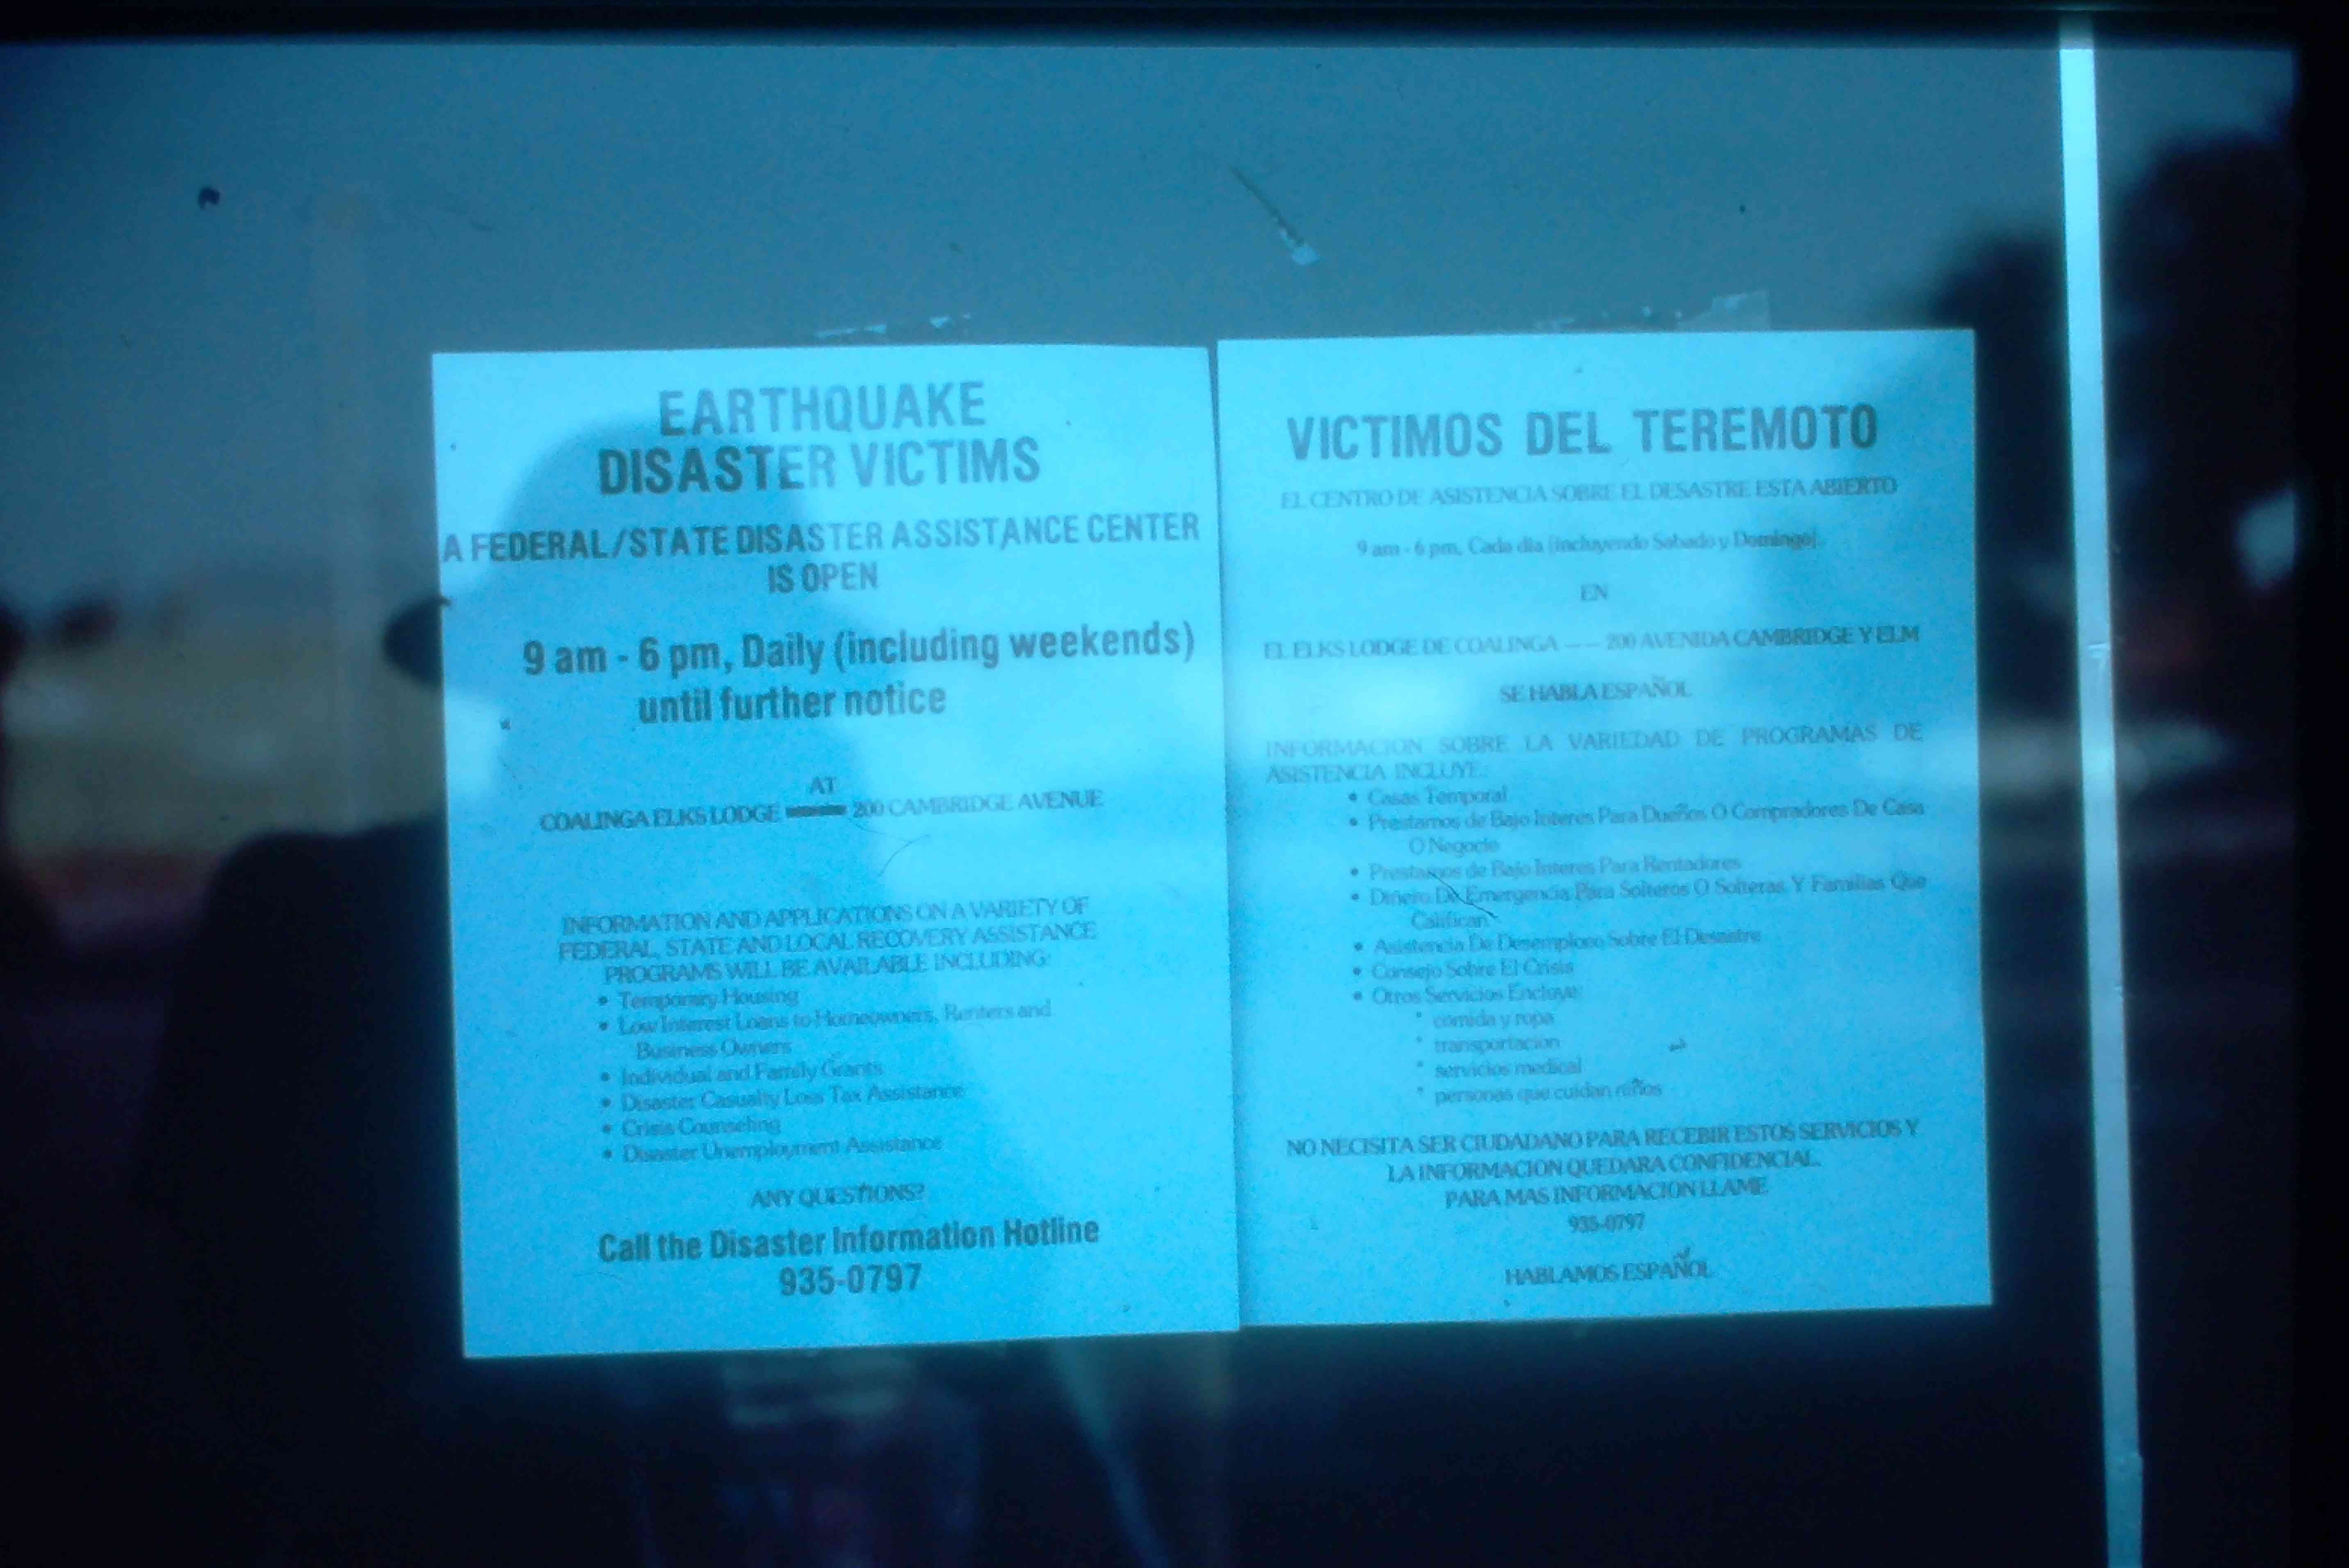 EARTHQUAKE
DISASTER VICTIMS
A FEDERAL/STATE DISASTER ASSISTANCE CENTER
IS OPEN
9 am - 6 pm, Daily (including weekends)
until further notice
AT
COALINGA ELKS LODGE —— 200 CAMBRIDGE AVENUE
INFORMATION AND APPLICATIONS ON A VARIETY OF
FEDERAL, STATE AND LOCAL RECOVERY ASSISTANCE
PROGRAMS WILL BE AVAILABLE INCLUDING:
• Temporary Housing
• Low Interest Loans to Homeowners, Renters and
Business Owners
• Individual and Family Grants
• Disaster Casualty Loss Tax Assistance
• Crisis Counseling
• Disaster Unemployment Assistance
ANY QUESTIONS?
Call the Disaster Information Hotline
935-0797
VICTIMOS DEL TEREMOTO
EL CENTRO DE ASISTENCIA SOBRE EL DESASTRE ESTA ABIERTO
9 am - 6 pm, Cada dia (incluyendo Sabado y Domingo).
EN
EL ELKS LODGE DE COALINGA —— 200 AVENIDA CAMBRIDGE Y ELM
SE HABLA ESPAÑOL
INFORMACION SOBRE LA VARIEDAD DE PROGRAMAS DE
ASISTENCIA INCLUYE:
• Casas Temporal
• Prestamos de Bajo Interes Para Dueños O Compradores De Casa
O Negocio
• Prestamos de Bajo Interes Para Rentadores
• Dinero De Emergencia Para Solteros O Solteras Y Familias Que
Califican
• Asistencia De Desemploeo Sobre El Desastre
• Consejo Sobre El Crisis
• Otros Servicios Encluye:
* comida y ropa
* transportacion
* servicios medical
* personas que cuidan niños
NO NECISITA SER CIUDADANO PARA RECEBIR ESTOS SERVICIOS Y
LA INFORMACION QUEDARA CONFIDENCIAL.
PARA MAS INFORMACION LLAME
935-0797
HABLAMOS ESPAÑOL